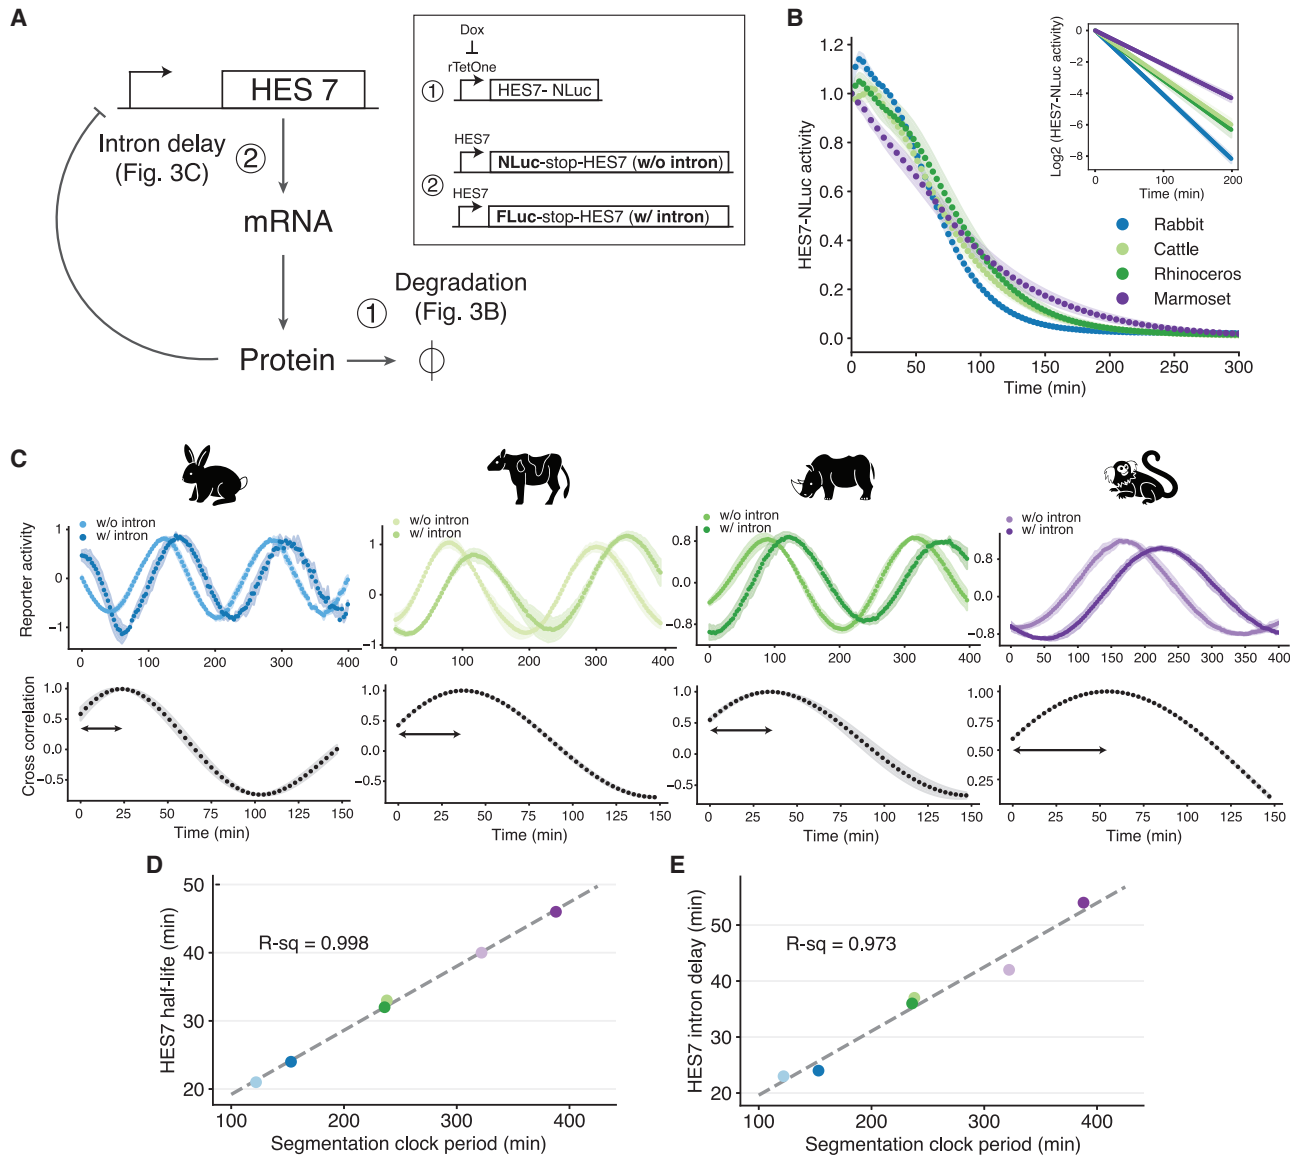 A
HES 7
Intron delay
(Fig. 3C)
2
mRNA
1
Degradation
(Fig. 3B)
Protein
Dox
rTetOne
1
HES7- NLuc
HES7
NLuc-stop-HES7 (w/o intron)
2
HES7
FLuc-stop-HES7 (w/ intron)
B
HES7-NLuc activity
1.2
1.0
0.8
0.6
0.4
0.2
0.0
0 50 100 150 200 250 300
Time (min)
Log2 (HES7-NLuc activity)
0
−2
−4
−6
−8
0 100 200
Time (min)
Rabbit
Cattle
Rhinoceros
Marmoset
C
Reporter activity
w/o intron
w/ intron
1
0
−1
0 100 200 300 400
w/o intron
w/ intron
1
0
−1
0 100 200 300 400
w/o intron
w/ intron
0.8
0.0
−0.8
0 100 200 300 400
w/o intron
w/ intron
0.8
0.0
−0.8
0 50 100 150 200 250 300 350 400
Cross correlation
1.0
0.5
0.0
−0.5
0 25 50 75 100 125 150
Time (min)
1.0
0.5
0.0
−0.5
0 25 50 75 100 125 150
Time (min)
1.0
0.5
0.0
−0.5
0 25 50 75 100 125 150
Time (min)
1.00
0.75
0.50
0.25
0 25 50 75 100 125 150
Time (min)
D
HES7 half-life (min)
50
40
30
20
R-sq = 0.998
100 200 300 400
Segmentation clock period (min)
E
HES7 intron delay (min)
50
40
30
20
R-sq = 0.973
100 200 300 400
Segmentation clock period (min)